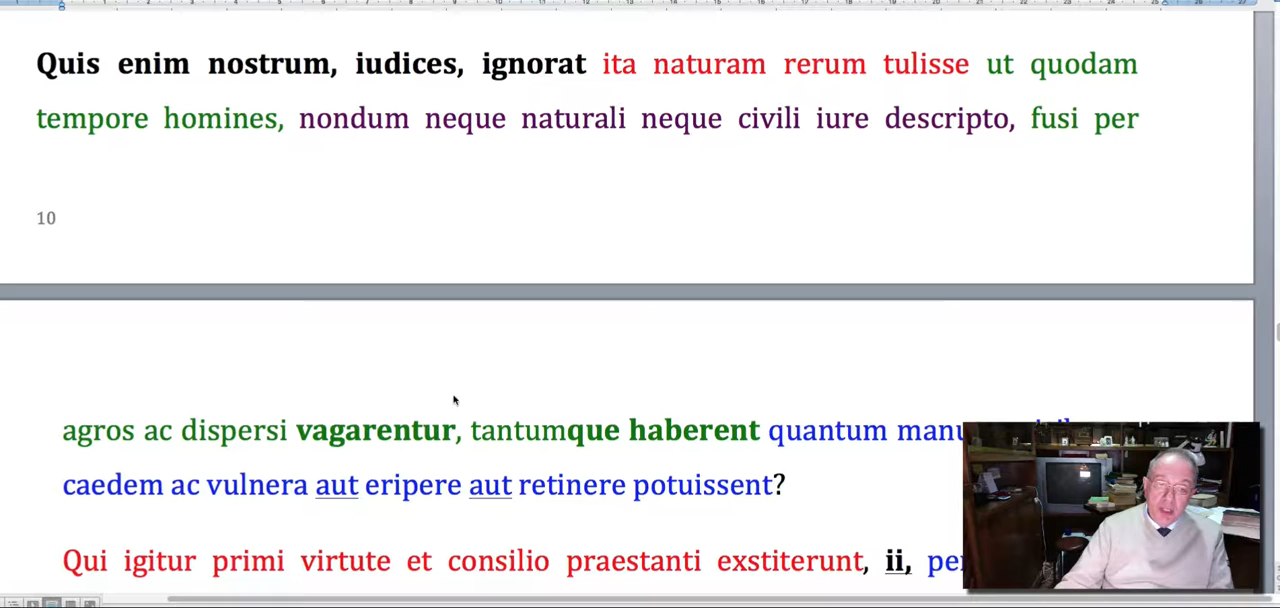 Quis enim nostrum, iudices, ignorat ita naturam rerum tulisse ut quodam
tempore homines, nondum neque naturali neque civili iure descripto, fusi per
10
agros ac dispersi vagarentur, tantumque haberent quantum
caedem ac vulnera aut eripere aut retinere potuissent?
Qui igitur primi virtute et consilio praestanti exstiterunt, ii,